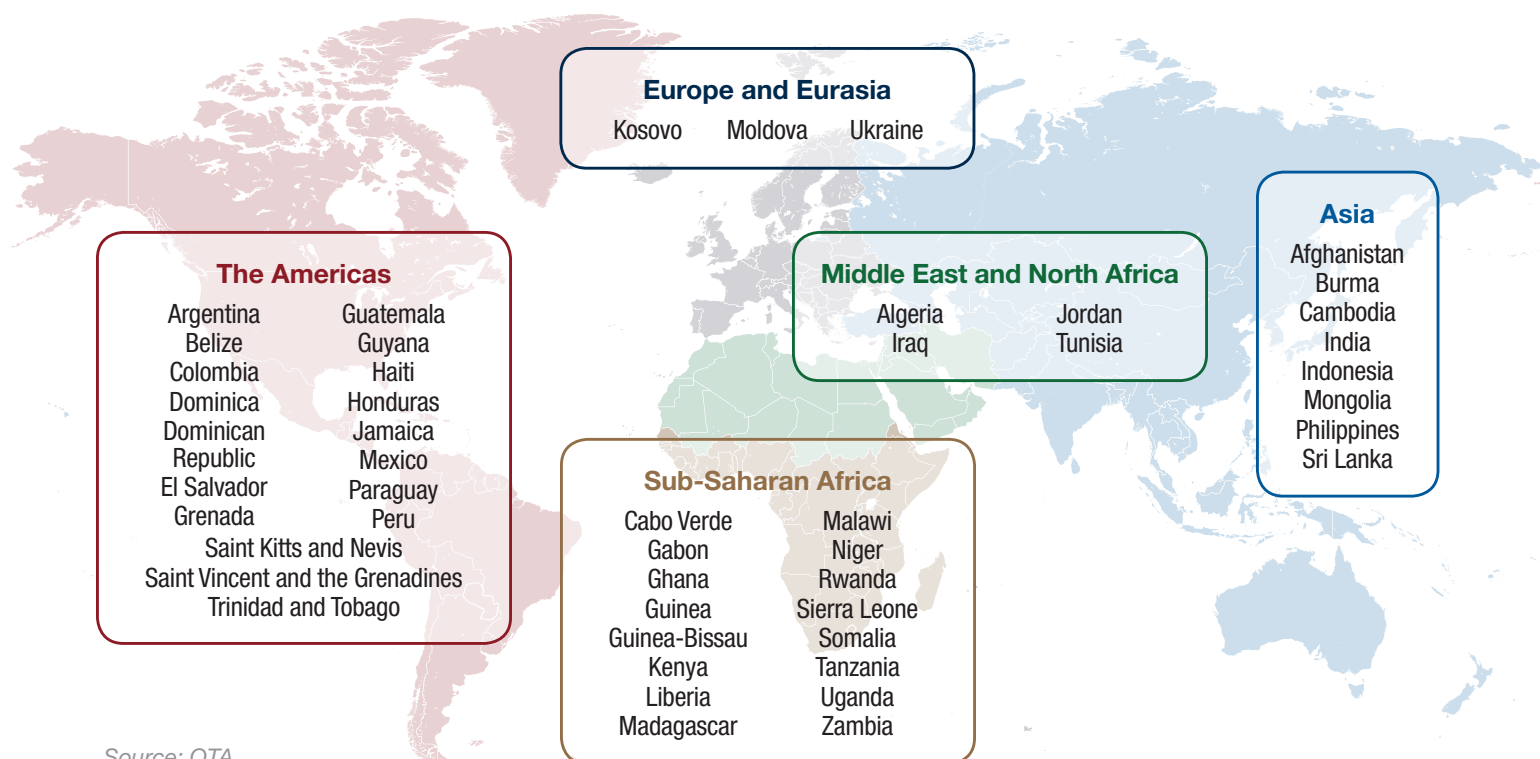 Europe and Eurasia
Kosovo Moldova Ukraine
Asia
Afghanistan
Burma
Cambodia
India
Indonesia
Mongolia
Philippines
Sri Lanka
The Americas
Argentina
Belize
Colombia
Dominica
Dominican
Republic
El Salvador
Grenada
Guatemala
Guyana
Haiti
Honduras
Jamaica
Mexico
Paraguay
Peru
Saint Kitts and Nevis
Saint Vincent and the Grenadines
Trinidad and Tobago
Middle East and North Africa
Algeria
Iraq
Jordan
Tunisia
Sub-Saharan Africa
Cabo Verde
Gabon
Ghana
Guinea
Guinea-Bissau
Kenya
Liberia
Madagascar
Malawi
Niger
Rwanda
Sierra Leone
Somalia
Tanzania
Uganda
Zambia
Source: OTA